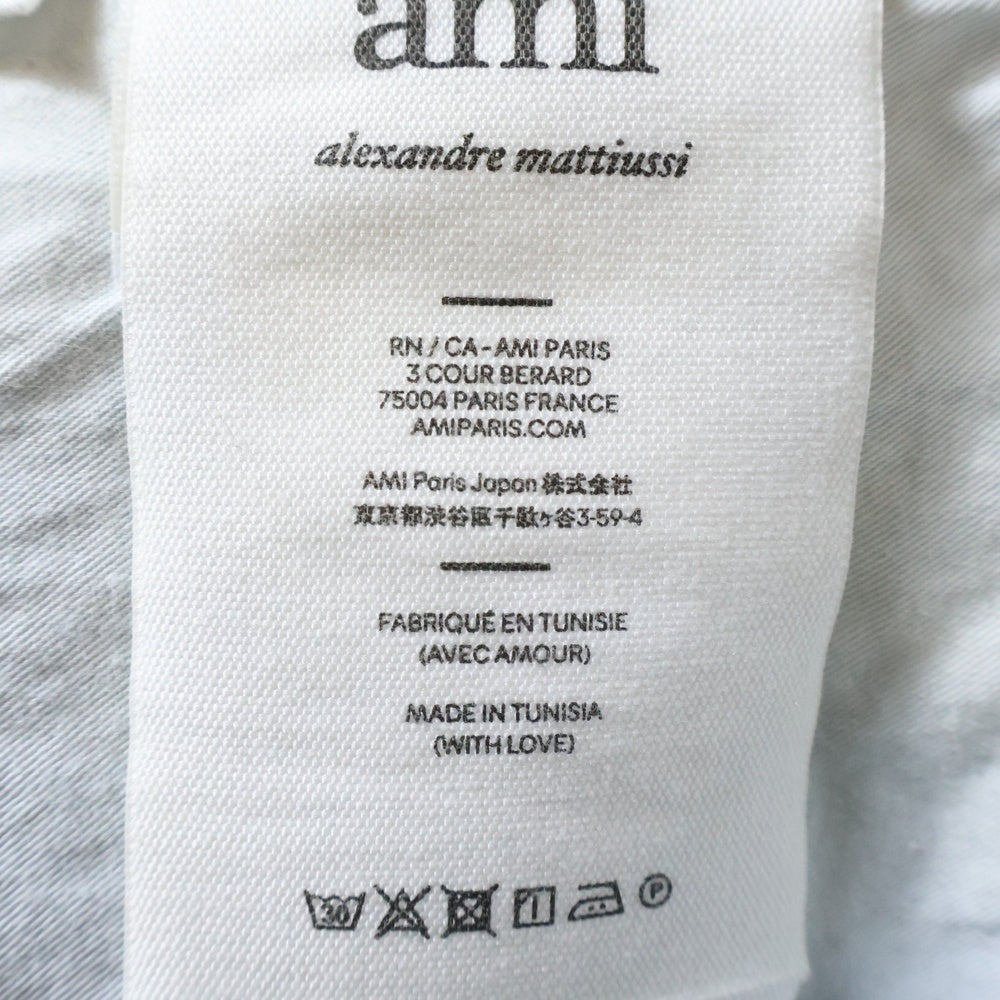 ami
alexandre mattiussi
RN / CA - AMI PARIS
3 COUR BERARD
75004 PARIS FRANCE
AMIPARIS.COM
AMI Paris Japan 株式会社
東京都渋谷区千駄ヶ谷3-59-4
FABRIQUÉ EN TUNISIE
(AVEC AMOUR)
MADE IN TUNISIA
(WITH LOVE)
30 P